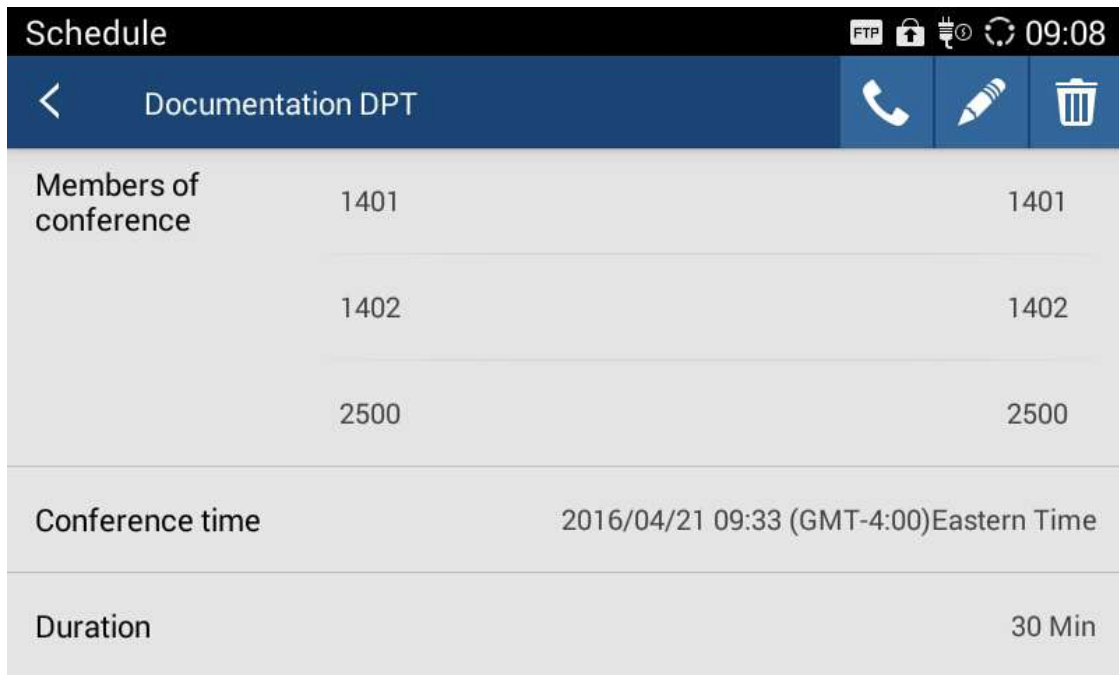 Schedule FTP 09:08
Documentation DPT
Members of
conference
1401 1401
1402 1402
2500 2500
Conference time 2016/04/21 09:33 (GMT-4:00)Eastern Time
Duration 30 Min